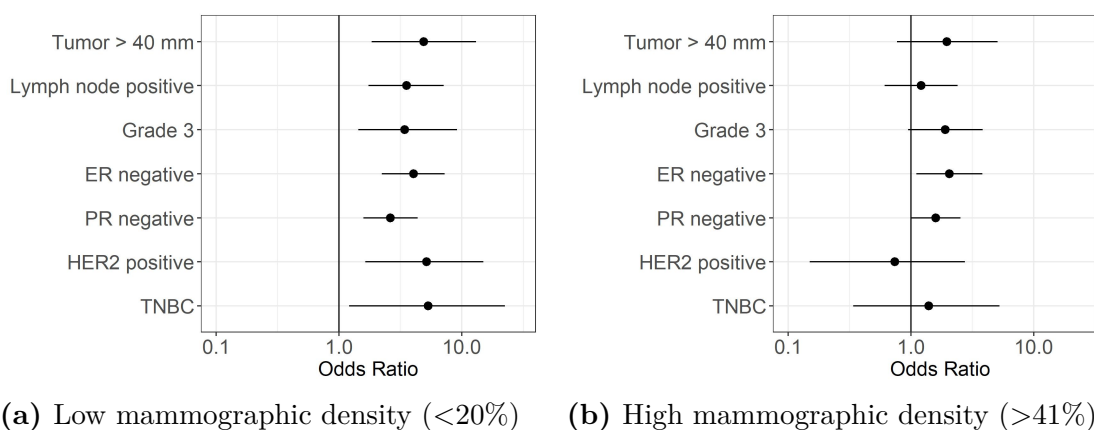 Tumor > 40 mm
Lymph node positive
Grade 3
ER negative
PR negative
HER2 positive
TNBC
0.1 1.0 10.0
Odds Ratio
(a) Low mammographic density (<20%)
Tumor > 40 mm
Lymph node positive
Grade 3
ER negative
PR negative
HER2 positive
TNBC
0.1 1.0 10.0
Odds Ratio
(b) High mammographic density (>41%)